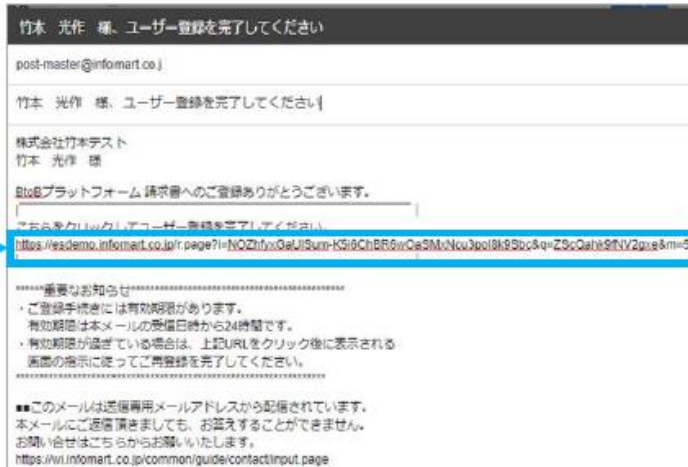 竹本　光作　様、ユーザー登録を完了してください
post-master@infomart.co.j
竹本　光作　様、ユーザー登録を完了してください
株式会社竹本テスト
竹本　光作　様
BtoBプラットフォーム 請求書へのご登録ありがとうございます。
こちらをクリックしてユーザー登録を完了してください。
https://esdemo.infomart.co.jp/r.page?i=
******重要なお知らせ******************************************
・ご登録手続きには有効期限があります。
有効期限は本メールの受信日時から24時間です。
・有効期限が過ぎている場合は、上記URLをクリック後に表示される
画面の指示に従ってご再登録を完了してください。
************************************************************
■■このメールは送信専用メールアドレスから配信されています。
本メールにご返信頂きましても、お答えすることができません。
お問い合せはこちらからお願いいたします。
https://wi.infomart.co.jp/common/guide/contact/input.page